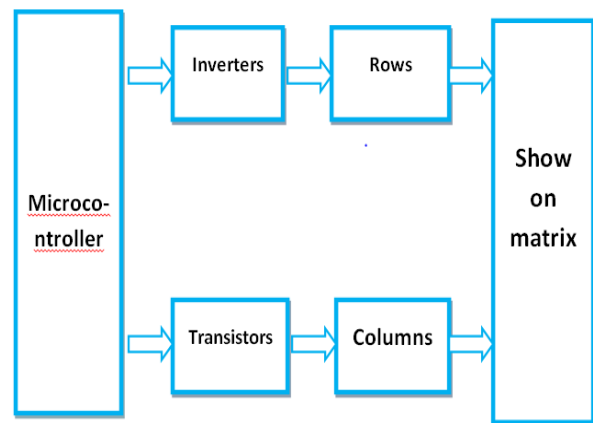 Inverters
Rows
Microco-
ntroller
Show
on
matrix
Transistors
Columns